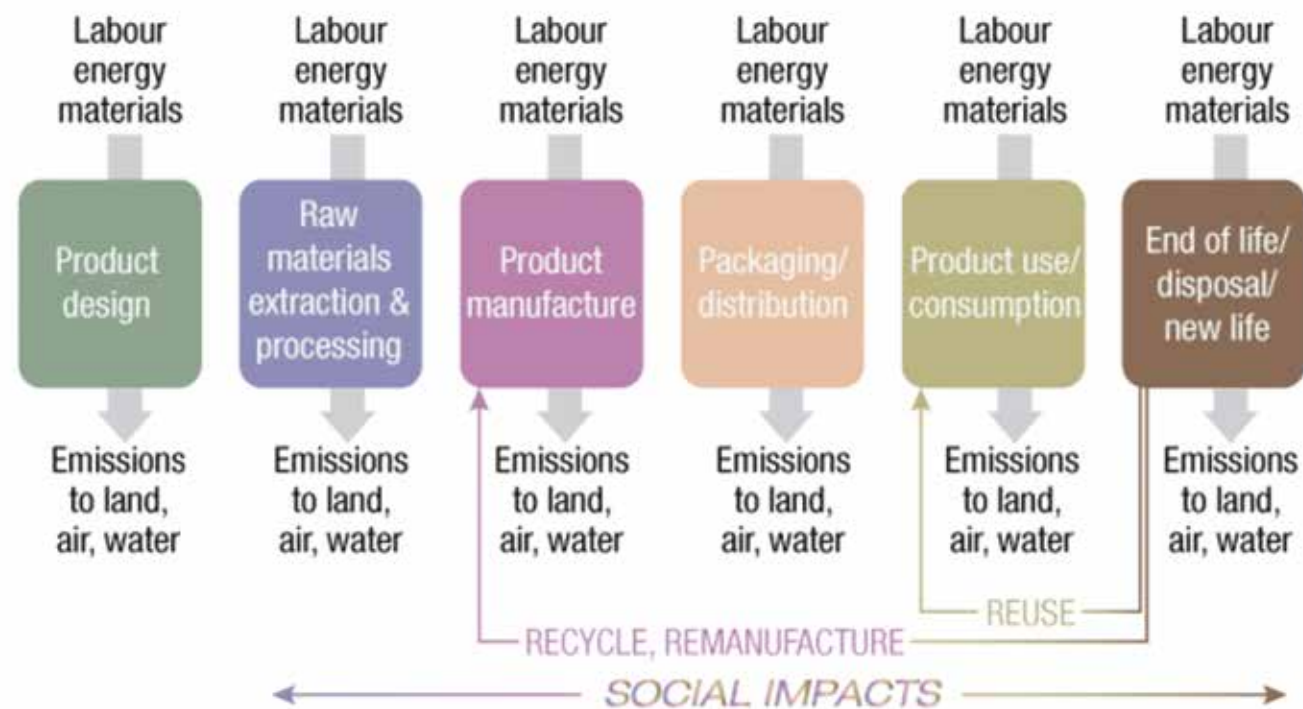 Labour
energy
materials
Labour
energy
materials
Labour
energy
materials
Labour
energy
materials
Labour
energy
materials
Labour
energy
materials
Product
design
Raw
materials
extraction &
processing
Product
manufacture
Packaging/
distribution
Product use/
consumption
End of life/
disposal/
new life
Emissions
to land,
air, water
Emissions
to land,
air, water
Emissions
to land,
air, water
Emissions
to land,
air, water
Emissions
to land,
air, water
Emissions
to land,
air, water
REUSE
RECYCLE, REMANUFACTURE
SOCIAL IMPACTS